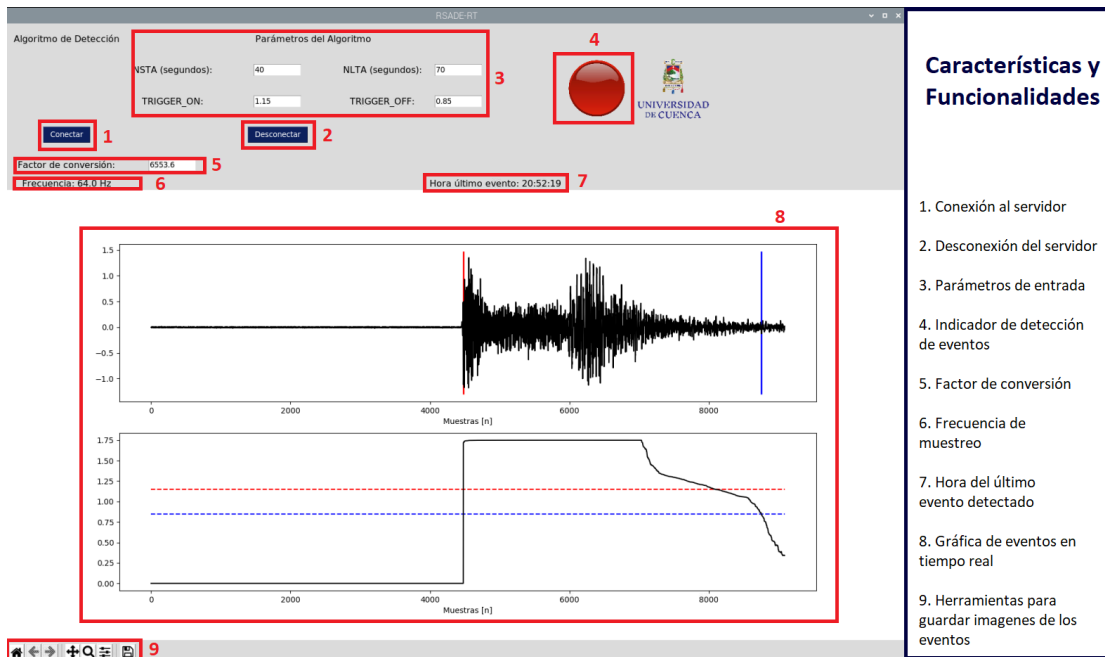 RSADE-RT
Algoritmo de Detección
Parámetros del Algoritmo
4
NSTA (segundos): 40 NLTA (segundos): 70
3
TRIGGER_ON: 1.15 TRIGGER_OFF: 0.85
UNIVERSIDAD
DE CUENCA
Conectar 1 Desconectar 2
Factor de conversión: 6553.6 5
Frecuencia: 64.0 Hz 6
Hora último evento: 20:52:19 7
8
1.5
1.0
0.5
0.0
−0.5
−1.0
0 2000 4000 6000 8000
Muestras [n]
1.75
1.50
1.25
1.00
0.75
0.50
0.25
0.00
0 2000 4000 6000 8000
Muestras [n]
9
Características y
Funcionalidades
1. Conexión al servidor
2. Desconexión del servidor
3. Parámetros de entrada
4. Indicador de detección
de eventos
5. Factor de conversión
6. Frecuencia de
muestreo
7. Hora del último
evento detectado
8. Gráfica de eventos en
tiempo real
9. Herramientas para
guardar imagenes de los
eventos